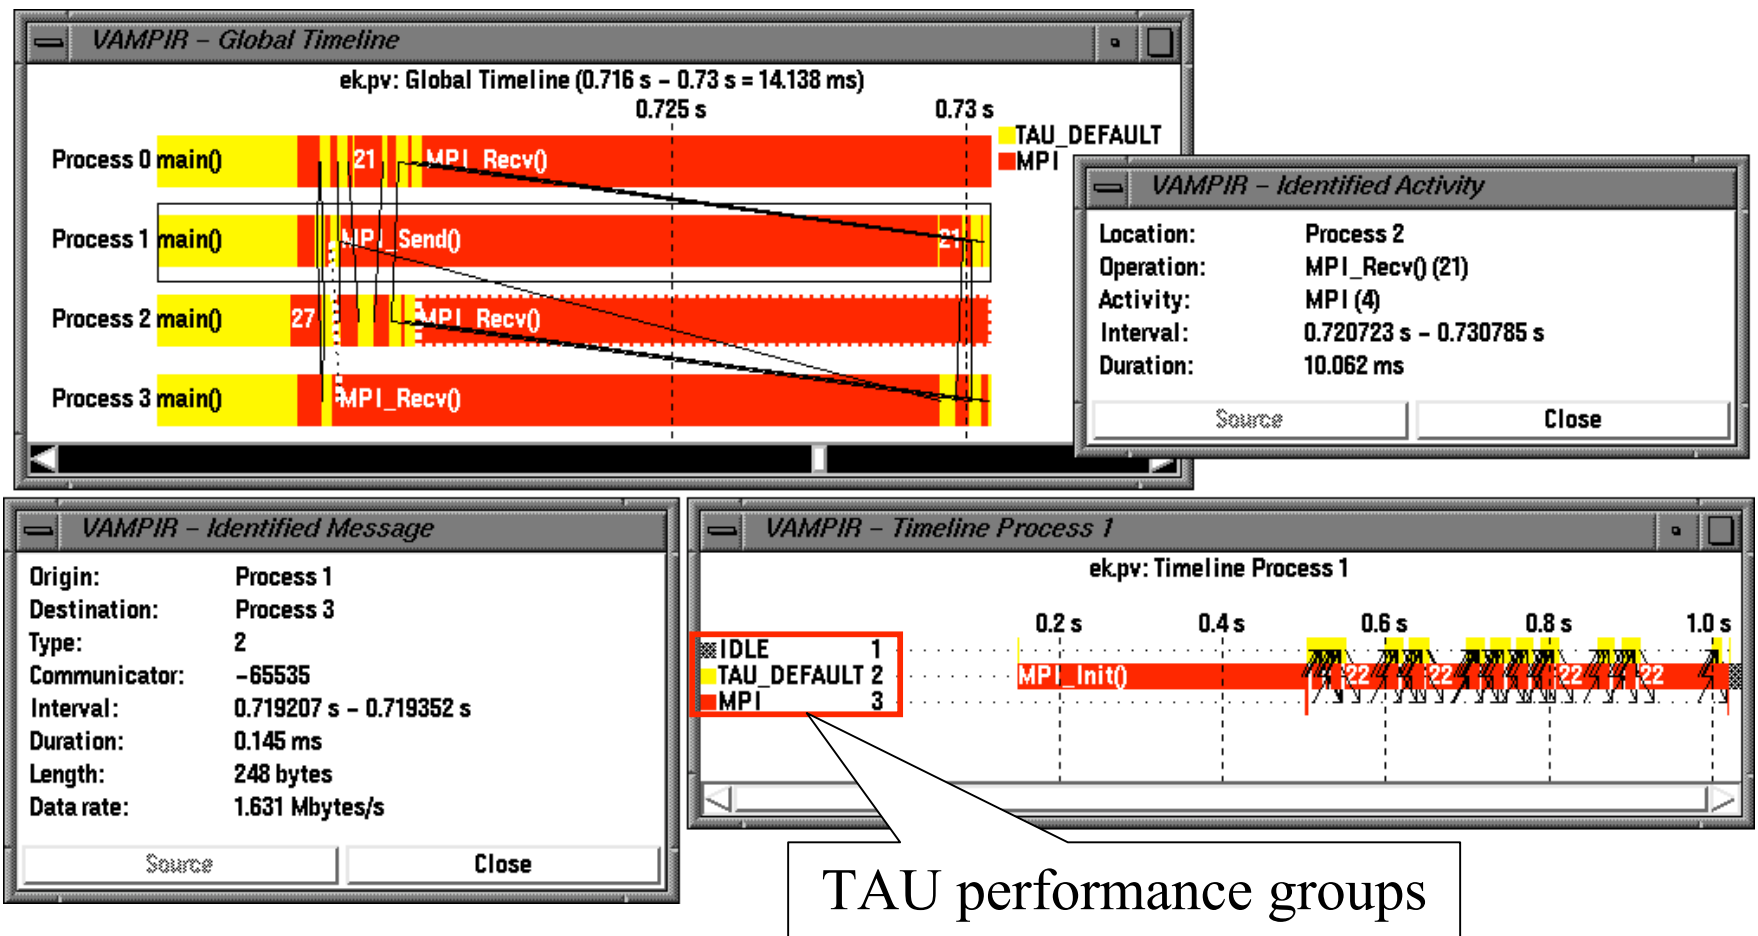 VAMPIR – Global Timeline
ek.pv: Global Timeline (0.716 s – 0.73 s = 14.138 ms)
0.725 s 0.73 s
TAU_DEFAULT
MPI
Process 0 main() 21 MPI_Recv()
Process 1 main() MPI_Send() 21
Process 2 main() 27 MPI_Recv()
Process 3 main() MPI_Recv()
VAMPIR – Identified Activity
Location: Process 2
Operation: MPI_Recv() (21)
Activity: MPI (4)
Interval: 0.720723 s – 0.730785 s
Duration: 10.062 ms
Source Close
VAMPIR – Identified Message
Origin: Process 1
Destination: Process 3
Type: 2
Communicator: –65535
Interval: 0.719207 s – 0.719352 s
Duration: 0.145 ms
Length: 248 bytes
Data rate: 1.631 Mbytes/s
Source Close
VAMPIR – Timeline Process 1
ek.pv: Timeline Process 1
0.2 s 0.4 s 0.6 s 0.8 s 1.0 s
IDLE 1
TAU_DEFAULT 2 MPI_Init() 22 22 22 22
MPI 3
TAU performance groups